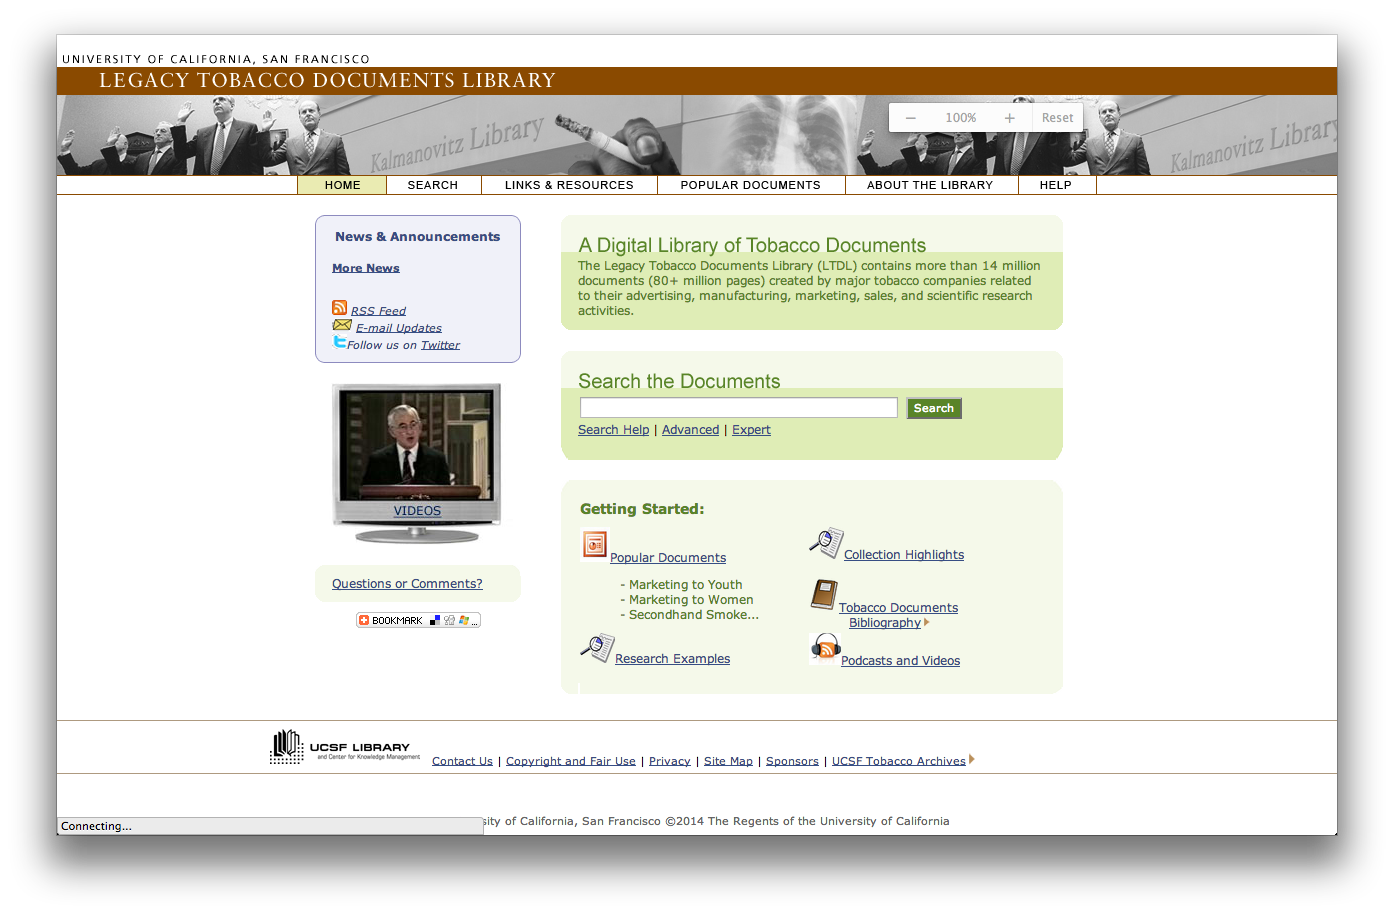 UNIVERSITY OF CALIFORNIA, SAN FRANCISCO
LEGACY TOBACCO DOCUMENTS LIBRARY
Kalmanovitz Library
− 100% + Reset
Kalmanovitz Library
HOME SEARCH LINKS & RESOURCES POPULAR DOCUMENTS ABOUT THE LIBRARY HELP
News & Announcements
More News
RSS Feed
E-mail Updates
Follow us on Twitter
VIDEOS
Questions or Comments?
BOOKMARK ...
A Digital Library of Tobacco Documents
The Legacy Tobacco Documents Library (LTDL) contains more than 14 million
documents (80+ million pages) created by major tobacco companies related
to their advertising, manufacturing, marketing, sales, and scientific research
activities.
Search the Documents
Search
Search Help | Advanced | Expert
Getting Started:
Popular Documents
- Marketing to Youth
- Marketing to Women
- Secondhand Smoke...
Research Examples
Collection Highlights
Tobacco Documents
Bibliography
Podcasts and Videos
UCSF LIBRARY
and Center for Knowledge Management
Contact Us | Copyright and Fair Use | Privacy | Site Map | Sponsors | UCSF Tobacco Archives
Connecting...
sity of California, San Francisco ©2014 The Regents of the University of California